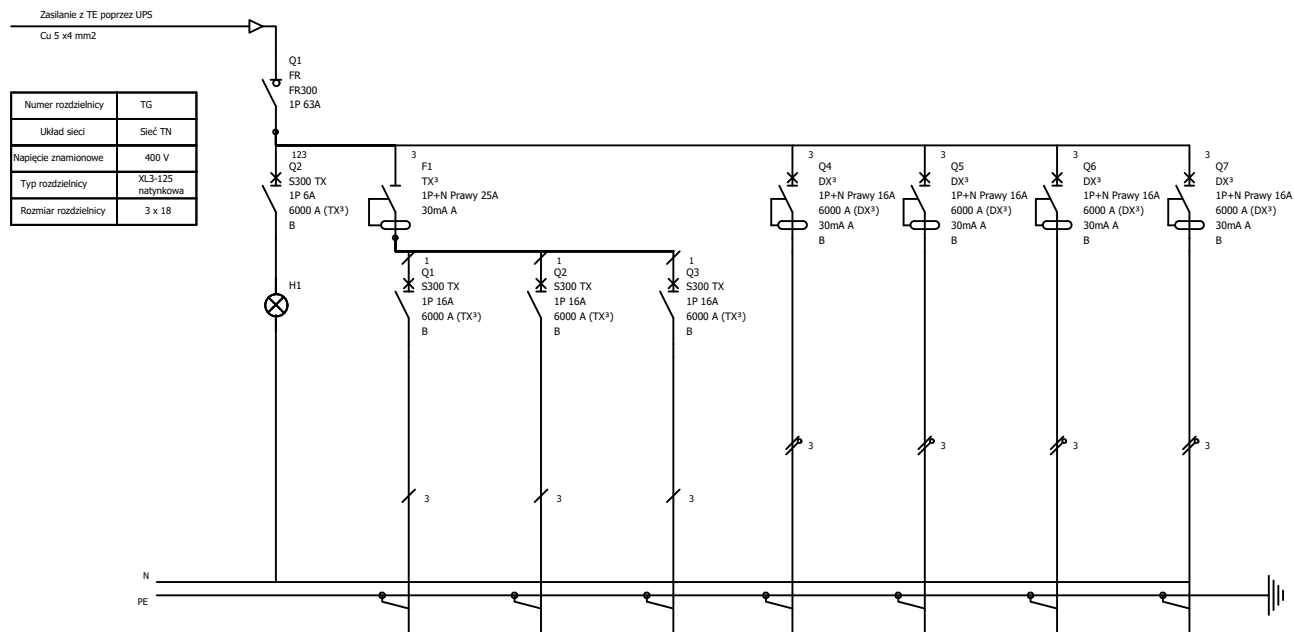 Zasilanie z TE poprzez UPS
Cu 5 x4 mm2
Q1
FR
FR300
1P 63A
Numer rozdzielnicy TG
Układ sieci Sieć TN
Napięcie znamionowe 400 V
Typ rozdzielnicy XL3-125
natynkowa
Rozmiar rozdzielnicy 3 x 18
123
Q2
S300 TX
1P 6A
6000 A (TX³)
B
H1
3
F1
TX³
1P+N Prawy 25A
30mA A
1
Q1
S300 TX
1P 16A
6000 A (TX³)
B
3
1
Q2
S300 TX
1P 16A
6000 A (TX³)
B
3
1
Q3
S300 TX
1P 16A
6000 A (TX³)
B
3
3
Q4
DX³
1P+N Prawy 16A
6000 A (DX³)
30mA A
B
3
3
Q5
DX³
1P+N Prawy 16A
6000 A (DX³)
30mA A
B
3
3
Q6
DX³
1P+N Prawy 16A
6000 A (DX³)
30mA A
B
3
3
Q7
DX³
1P+N Prawy 16A
6000 A (DX³)
30mA A
B
3
N
PE